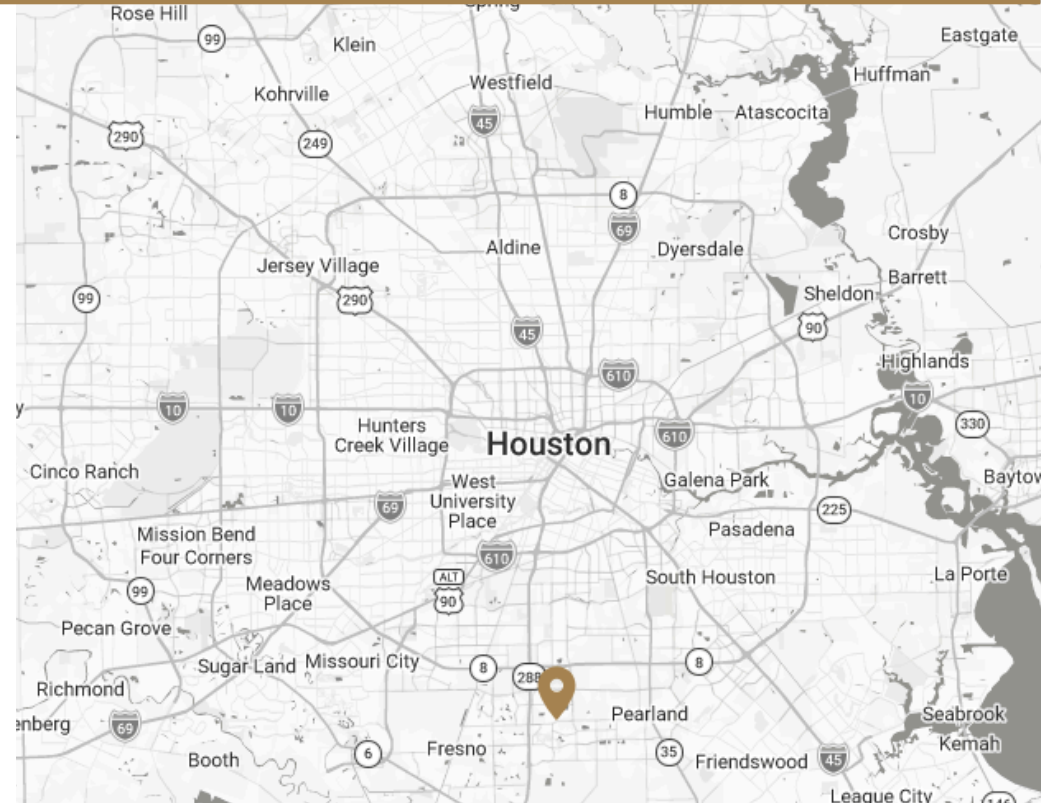 Spring
Rose Hill
99
Klein
Eastgate
Huffman
Westfield
Kohrville
Humble
Atascocita
45
290
249
8
69
Crosby
Aldine
Dyersdale
Jersey Village
Barrett
99
290
Sheldon
90
45
Highlands
610
10
10
10
y
330
Hunters
Creek Village
610
Houston
Cinco Ranch
West
University
Place
Galena Park
Baytow
69
225
Mission Bend
Four Corners
Pasadena
610
Meadows
Place
ALT
90
South Houston
La Porte
99
Pecan Grove
Sugar Land
Missouri City
8
288
8
Richmond
Pearland
Seabrook
enberg
69
Kemah
Fresno
6
35
Booth
Friendswood
45
League City
146